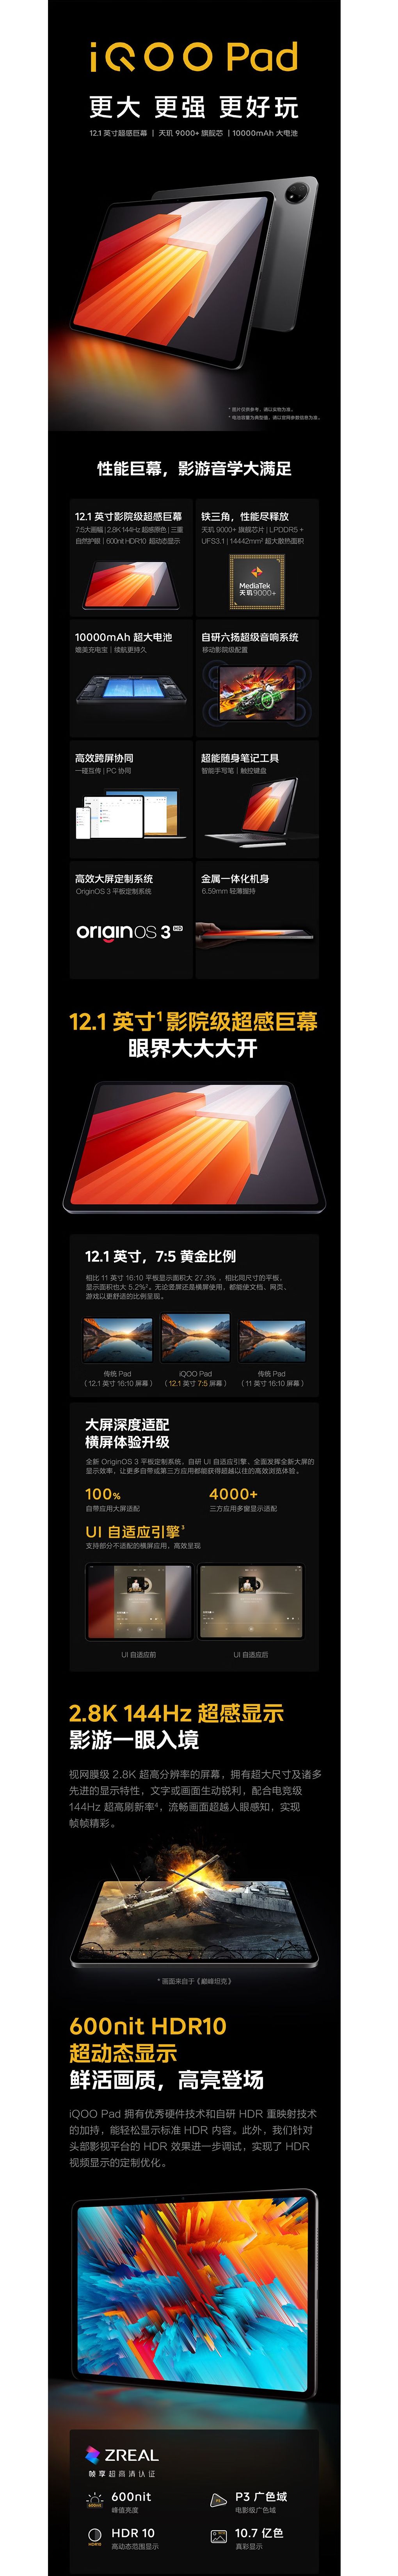 iQOO Pad
更大 更强 更好玩
12.1 英寸超感巨幕 | 天玑 9000+ 旗舰芯 | 10000mAh 大电池
* 图片仅供参考，请以实物为准。
* 电池容量为典型值，请以官网参数信息为准。
性能巨幕，影游音学大满足
12.1 英寸影院级超感巨幕
7:5大画幅 | 2.8K 144Hz 超感原色 | 三重
自然护眼 | 600nit HDR10 超动态显示
铁三角，性能尽释放
天玑 9000+ 旗舰芯片 | LPDDR5 +
UFS3.1 | 14442mm² 超大散热面积
MediaTek
天玑9000+
10000mAh 超大电池
媲美充电宝 | 续航更持久
自研六扬超级音响系统
移动影院级配置
高效跨屏协同
一碰互传 | PC 协同
超能随身笔记工具
智能手写笔 | 触控键盘
高效大屏定制系统
OriginOS 3 平板定制系统
originOS 3 HD
金属一体化机身
6.59mm 轻薄握持
12.1 英寸¹影院级超感巨幕
眼界大大大开
12.1 英寸，7:5 黄金比例
相比 11 英寸 16:10 平板显示面积大 27.3% ，相比同尺寸的平板，
显示面积也大 5.2%²。无论竖屏还是横屏使用，都能使文档、网页、
游戏以更舒适的比例呈现。
传统 Pad
（12.1 英寸 16:10 屏幕）
iQOO Pad
（12.1 英寸 7:5 屏幕）
传统 Pad
（11 英寸 16:10 屏幕）
大屏深度适配
横屏体验升级
全新 OriginOS 3 平板定制系统，自研 UI 自适应引擎，全面发挥全新大屏的
显示效率，让更多自带或第三方应用都能获得超越以往的高效浏览体验。
100%
自带应用大屏适配
4000+
三方应用多窗显示适配
UI 自适应引擎³
支持部分不适配的横屏应用，高效呈现
UI 自适应前
UI 自适应后
2.8K 144Hz 超感显示
影游一眼入境
视网膜级 2.8K 超高分辨率的屏幕，拥有超大尺寸及诸多
先进的显示特性，文字或画面生动锐利，配合电竞级
144Hz 超高刷新率⁴，流畅画面超越人眼感知，实现
帧帧精彩。
* 画面来自于《巅峰坦克》
600nit HDR10
超动态显示
鲜活画质，高亮登场
iQOO Pad 拥有优秀硬件技术和自研 HDR 重映射技术
的加持，能轻松显示标准 HDR 内容。此外，我们针对
头部影视平台的 HDR 效果进一步调试，实现了 HDR
视频显示的定制优化。
ZREAL
帧享超高清认证
600nit
峰值亮度
P3 广色域
电影级广色域
HDR 10
高动态范围显示
10.7 亿色
真彩显示